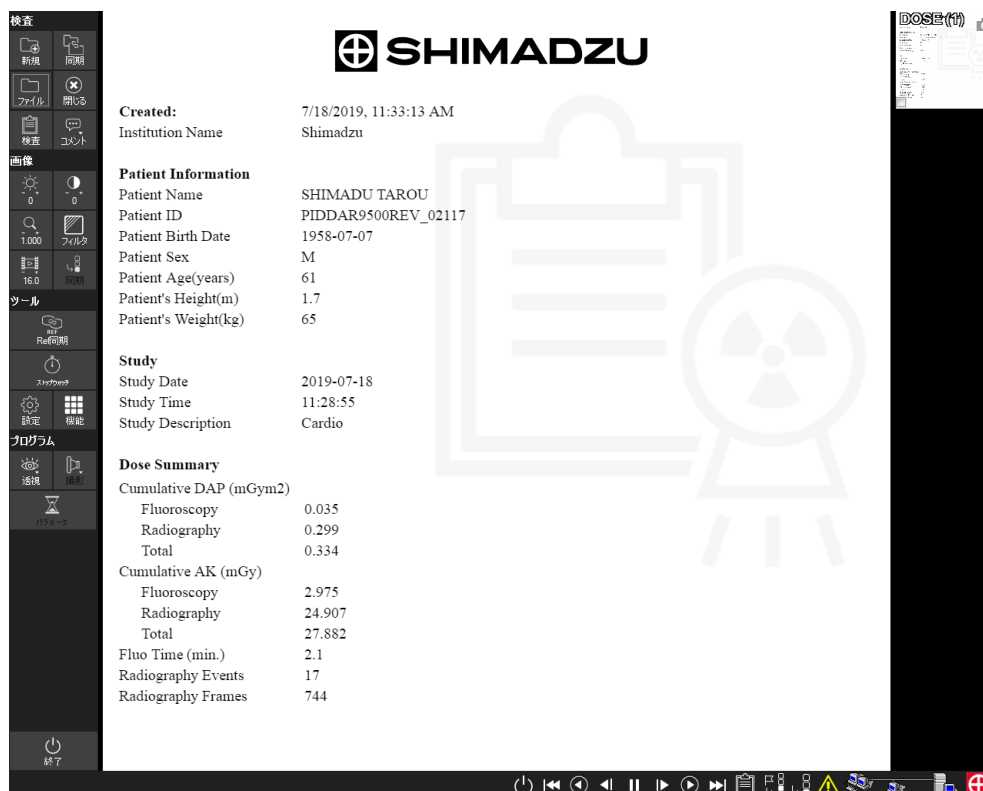 検査
新規
同期
ファイル
閉じる
検査
コメント
画像
0
0
1.000
フィルタ
16.0
同期
ツール
REF
Ref同期
ストップウォッチ
設定
機能
プログラム
透視
撮影
パラメータ
終了
SHIMADZU
Created: 7/18/2019, 11:33:13 AM
Institution Name Shimadzu
Patient Information
Patient Name SHIMADU TAROU
Patient ID PIDDAR9500REV_02117
Patient Birth Date 1958-07-07
Patient Sex M
Patient Age(years) 61
Patient's Height(m) 1.7
Patient's Weight(kg) 65
Study
Study Date 2019-07-18
Study Time 11:28:55
Study Description Cardio
Dose Summary
Cumulative DAP (mGym2)
Fluoroscopy 0.035
Radiography 0.299
Total 0.334
Cumulative AK (mGy)
Fluoroscopy 2.975
Radiography 24.907
Total 27.882
Fluo Time (min.) 2.1
Radiography Events 17
Radiography Frames 744
DOSE (1)